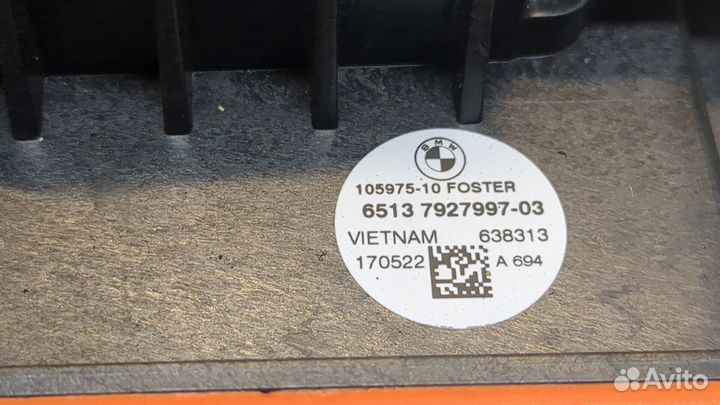 BMW
105975-10 FOSTER
6513 7927997-03
VIETNAM 638313
170522 A 694
Avito